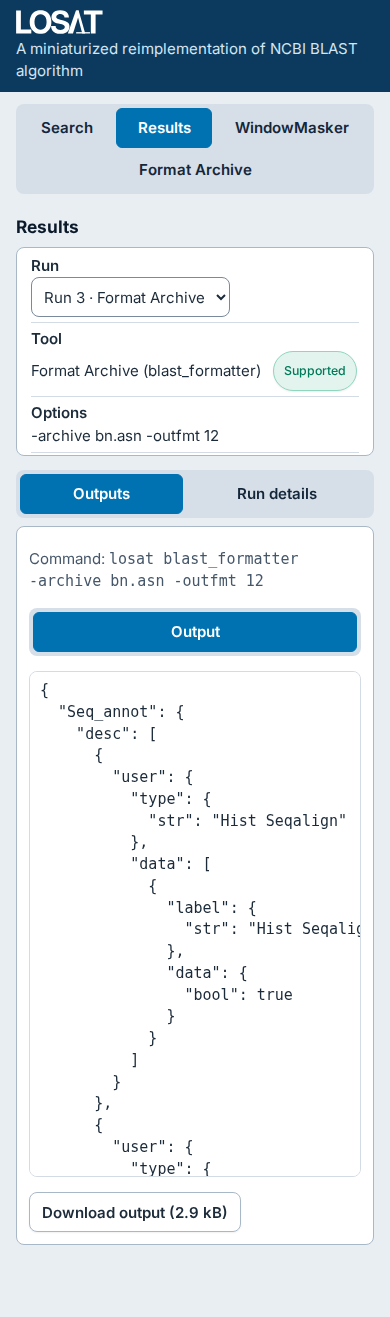 LOSAT
A miniaturized reimplementation of NCBI BLAST
algorithm
Search
Results
WindowMasker
Format Archive
Results
Run
Run 3 · Format Archive
Tool
Format Archive (blast_formatter)
Supported
Options
-archive bn.asn -outfmt 12
Outputs
Run details
Command: losat blast_formatter
-archive bn.asn -outfmt 12
Output
{
  "Seq_annot": {
    "desc": [
      {
        "user": {
          "type": {
            "str": "Hist Seqalign"
          },
          "data": [
            {
              "label": {
                "str": "Hist Seqalig
              },
              "data": {
                "bool": true
              }
            }
          ]
        }
      },
      {
        "user": {
          "type": {
Download output (2.9 kB)